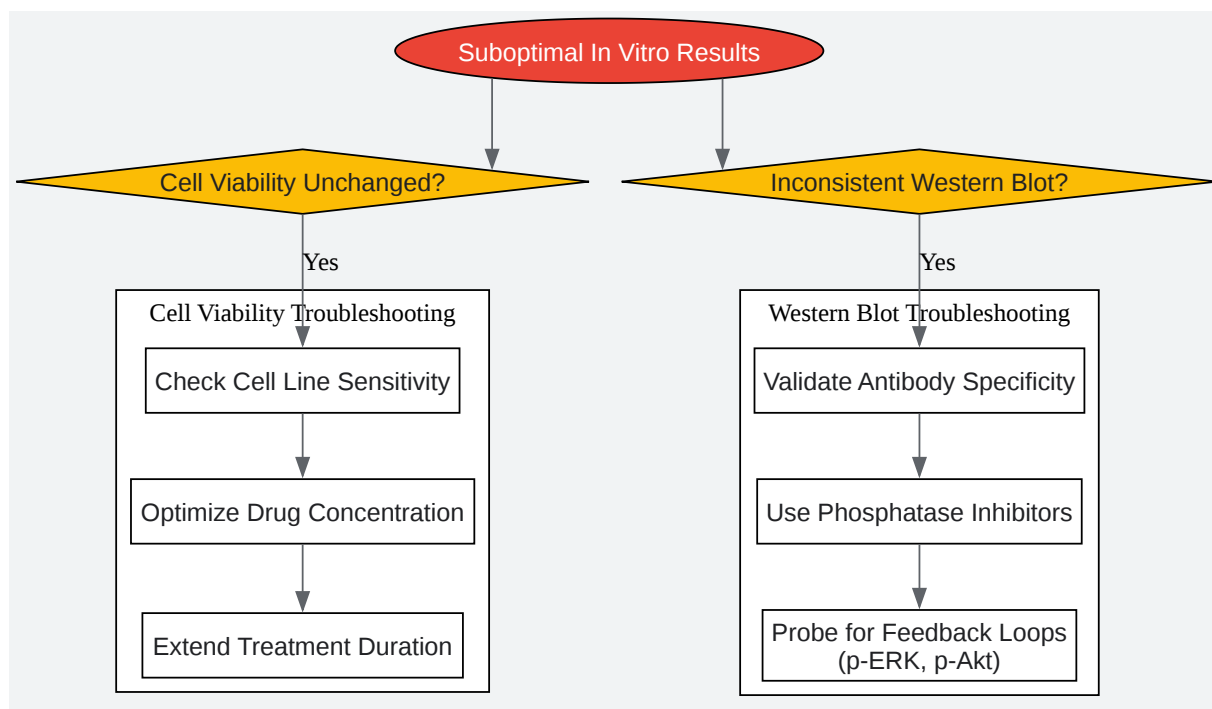 Suboptimal In Vitro Results
Cell Viability Unchanged?
Inconsistent Western Blot?
Yes
Yes
Cell Viability Troubleshooting
Western Blot Troubleshooting
Check Cell Line Sensitivity
Validate Antibody Specificity
Optimize Drug Concentration
Use Phosphatase Inhibitors
Extend Treatment Duration
Probe for Feedback Loops
(p-ERK, p-Akt)